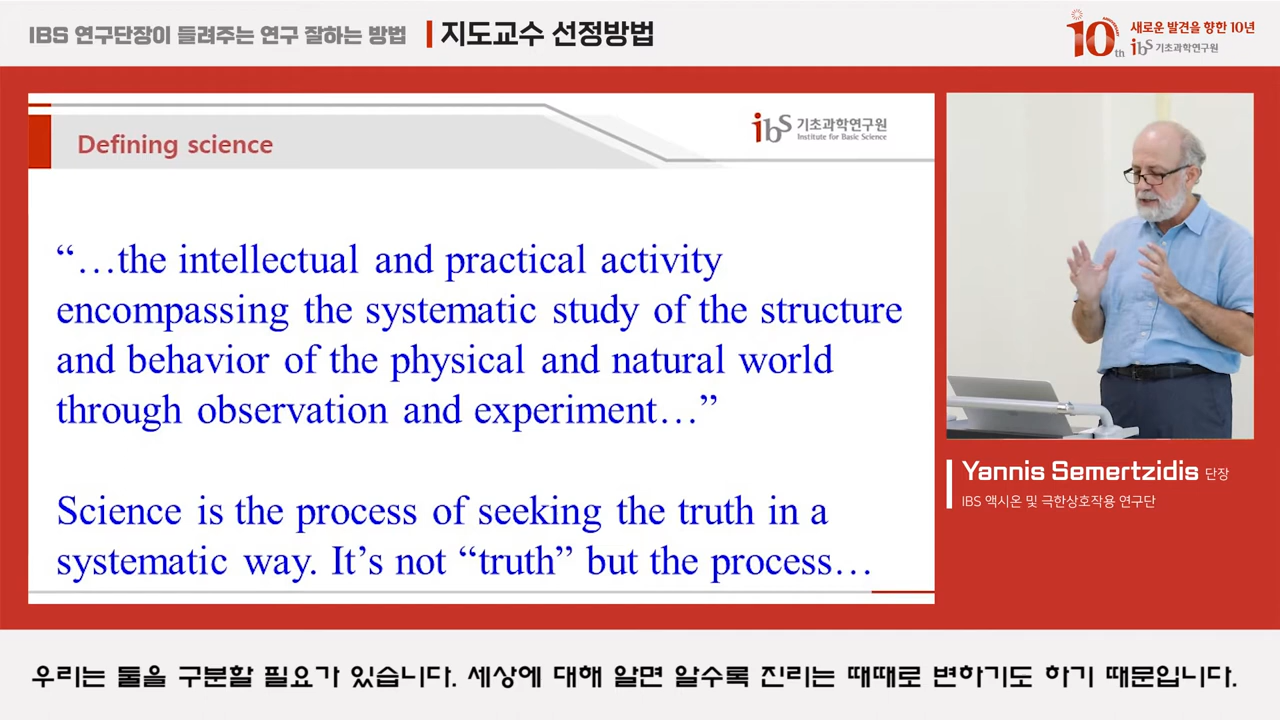 IBS 연구단장이 들려주는 연구 잘하는 방법 지도교수 선정방법
10th 새로운 발견을 향한 10년
ibs 기초과학연구원
Defining science
ibs 기초과학연구원
Institute for Basic Science
“…the intellectual and practical activity
encompassing the systematic study of the structure
and behavior of the physical and natural world
through observation and experiment…”
Science is the process of seeking the truth in a
systematic way. It’s not “truth” but the process…
Yannis Semertzidis 단장
IBS 액시온 및 극한상호작용 연구단
우리는 둘을 구분할 필요가 있습니다. 세상에 대해 알면 알수록 진리는 때때로 변하기도 하기 때문입니다.